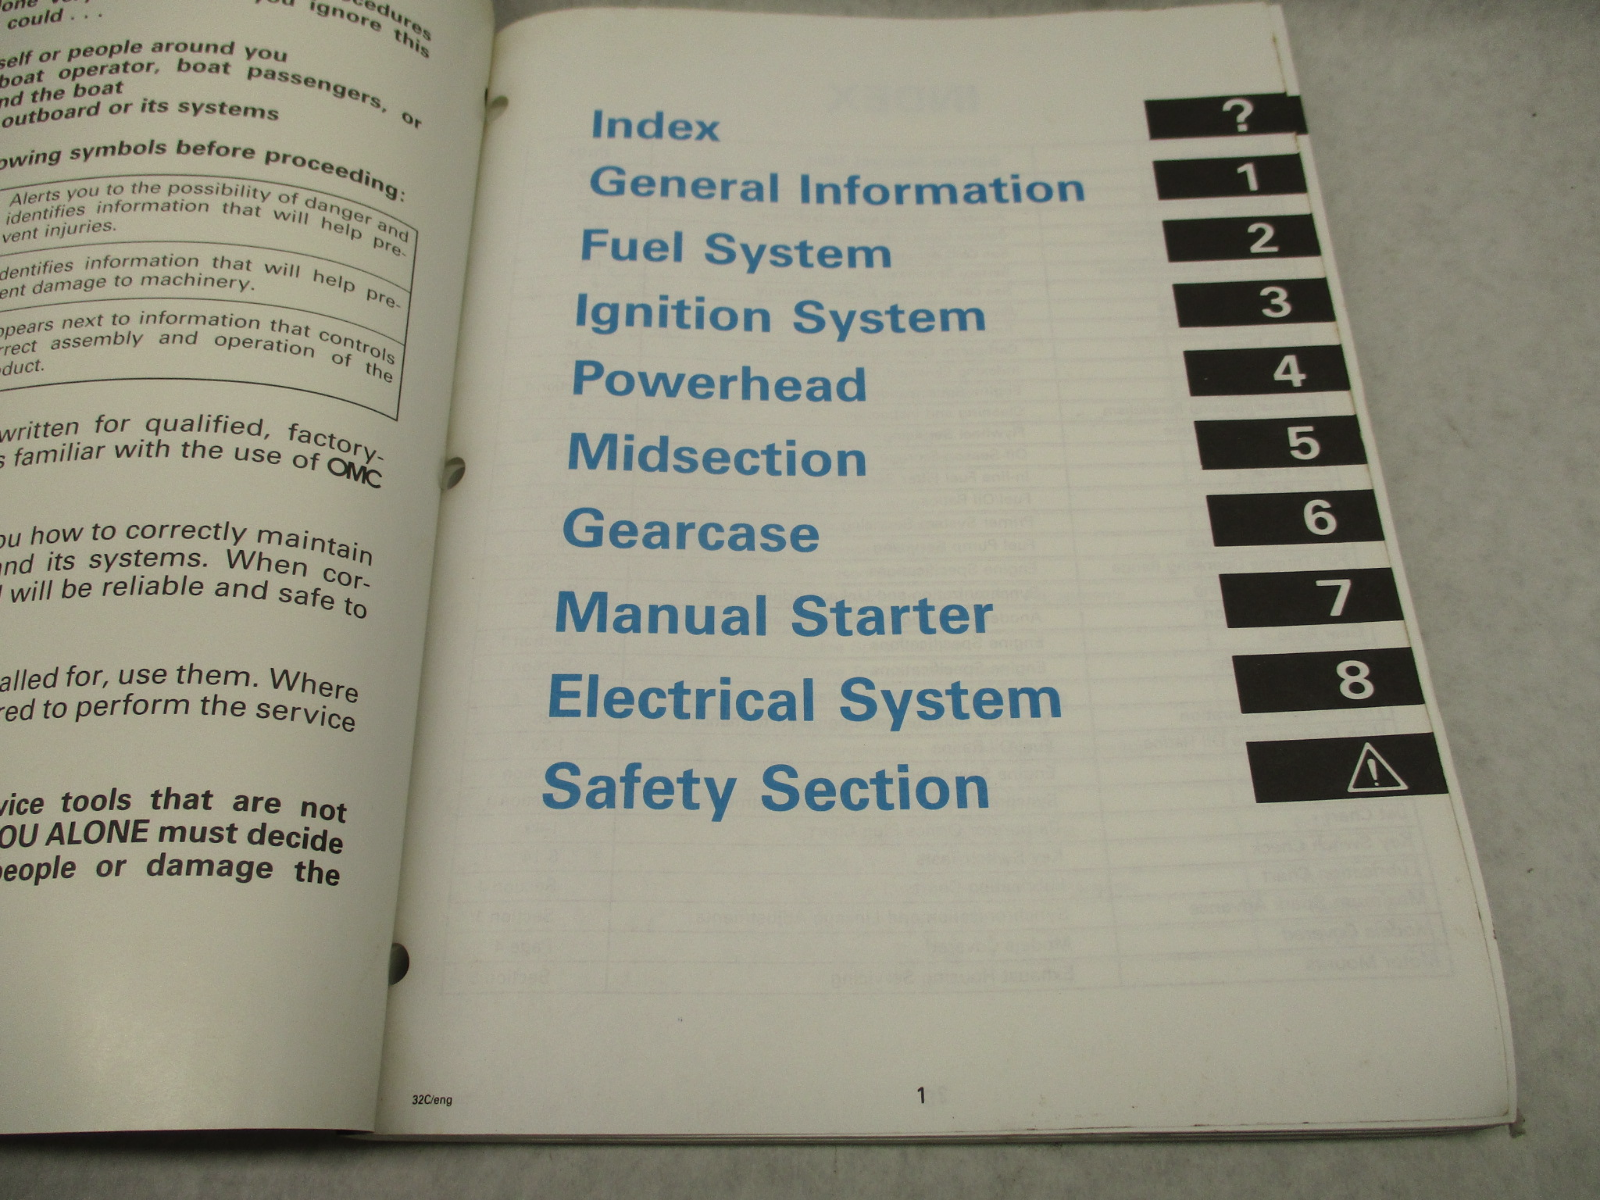 could . . .
ignore this
self or people around you
boat operator, boat passengers, or
nd the boat
outboard or its systems
owing symbols before proceeding:
Alerts you to the possibility of danger and
identifies information that will help pre-
vent injuries.
dentifies information that will help pre-
ent damage to machinery.
ppears next to information that controls
rrect assembly and operation of the
duct.
written for qualified, factory-
s familiar with the use of OMC
ou how to correctly maintain
nd its systems. When cor-
will be reliable and safe to
alled for, use them. Where
red to perform the service
vice tools that are not
OU ALONE must decide
people or damage the
Index ?
General Information 1
Fuel System 2
Ignition System 3
Powerhead 4
Midsection 5
Gearcase 6
Manual Starter 7
Electrical System 8
Safety Section !
32C/eng
1